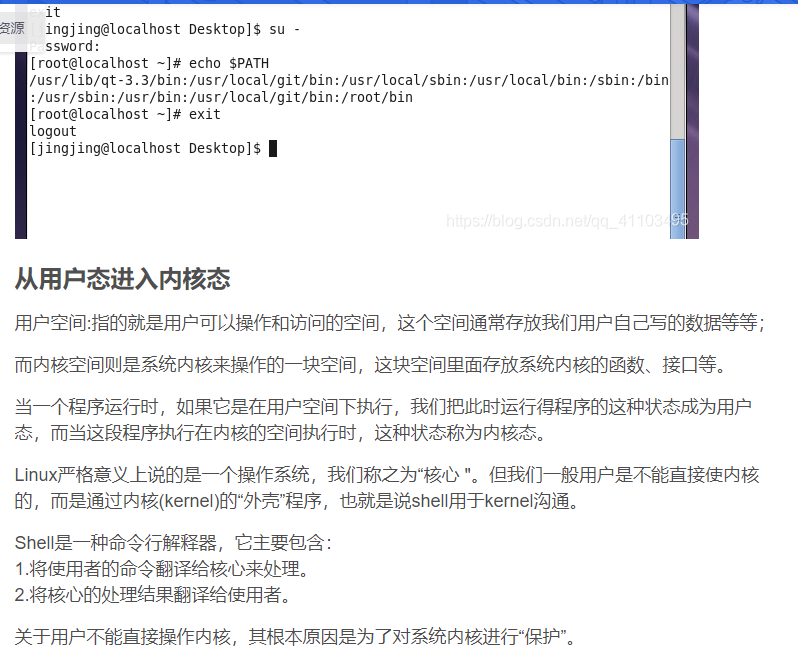 exit
资源
[jingjing@localhost Desktop]$ su -
Password:
[root@localhost ~]# echo $PATH
/usr/lib/qt-3.3/bin:/usr/local/git/bin:/usr/local/sbin:/usr/local/bin:/sbin:/bin
:/usr/sbin:/usr/bin:/usr/local/git/bin:/root/bin
[root@localhost ~]# exit
logout
[jingjing@localhost Desktop]$
https://blog.csdn.net/qq_41103495
从用户态进入内核态
用户空间:指的就是用户可以操作和访问的空间，这个空间通常存放我们用户自己写的数据等等；
而内核空间则是系统内核来操作的一块空间，这块空间里面存放系统内核的函数、接口等。
当一个程序运行时，如果它是在用户空间下执行，我们把此时运行得程序的这种状态成为用户
态，而当这段程序执行在内核的空间执行时，这种状态称为内核态。
Linux严格意义上说的是一个操作系统，我们称之为“核心 "。但我们一般用户是不能直接使内核
的，而是通过内核(kernel)的“外壳”程序，也就是说shell用于kernel沟通。
Shell是一种命令行解释器，它主要包含：
1.将使用者的命令翻译给核心来处理。
2.将核心的处理结果翻译给使用者。
关于用户不能直接操作内核，其根本原因是为了对系统内核进行“保护”。